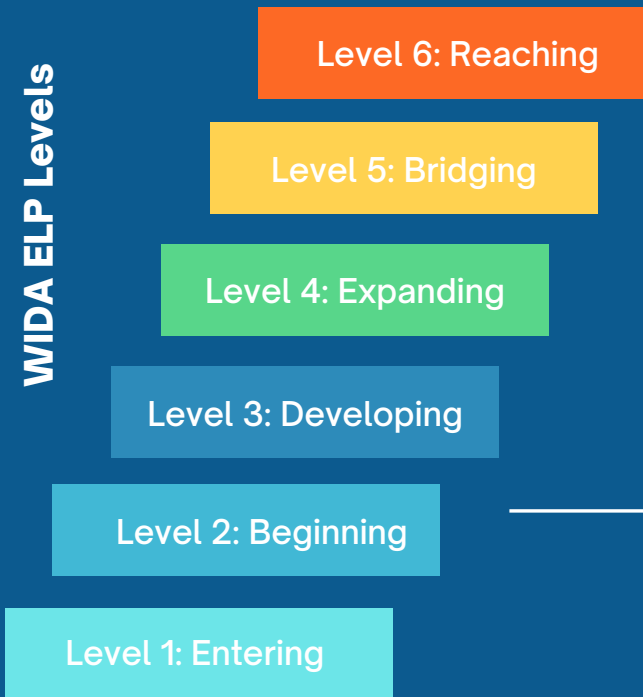 WIDA ELP Levels
Level 6: Reaching
Level 5: Bridging
Level 4: Expanding
Level 3: Developing
Level 2: Beginning
Level 1: Entering